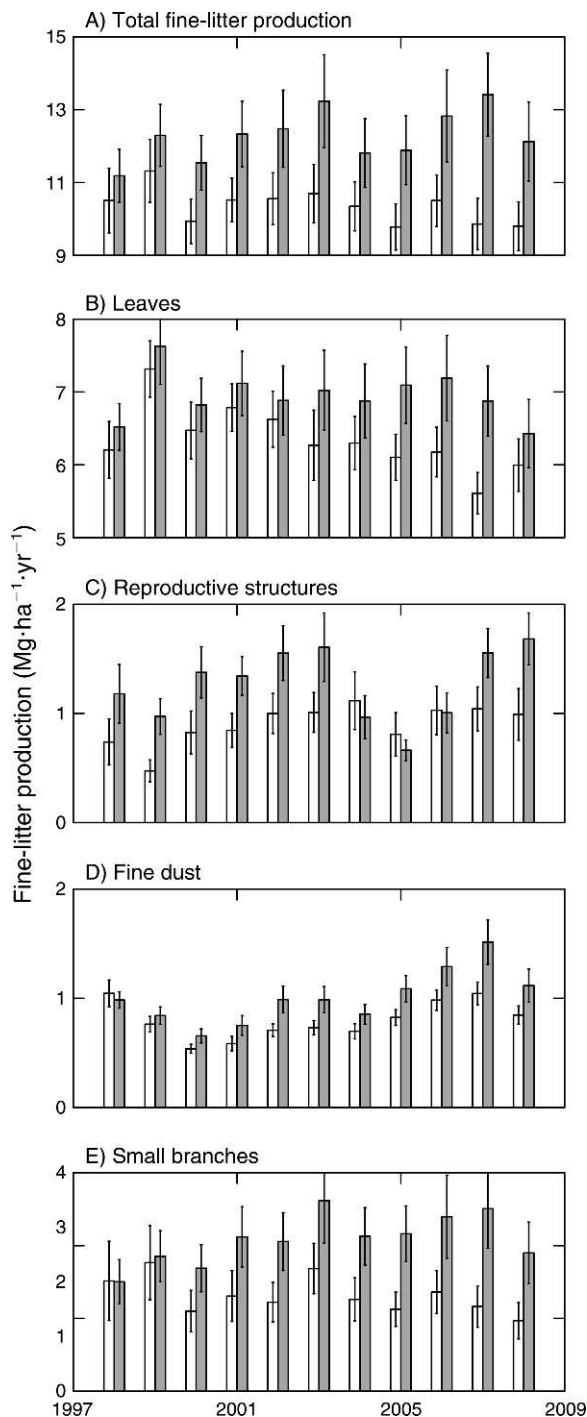 A) Total fine-litter production
15
13
11
9
B) Leaves
8
7
6
5
C) Reproductive structures
2
1
0
D) Fine dust
2
1
0
E) Small branches
4
3
2
1
0
1997 2001 2005 2009
Fine-litter production (Mg·ha⁻¹·yr⁻¹)